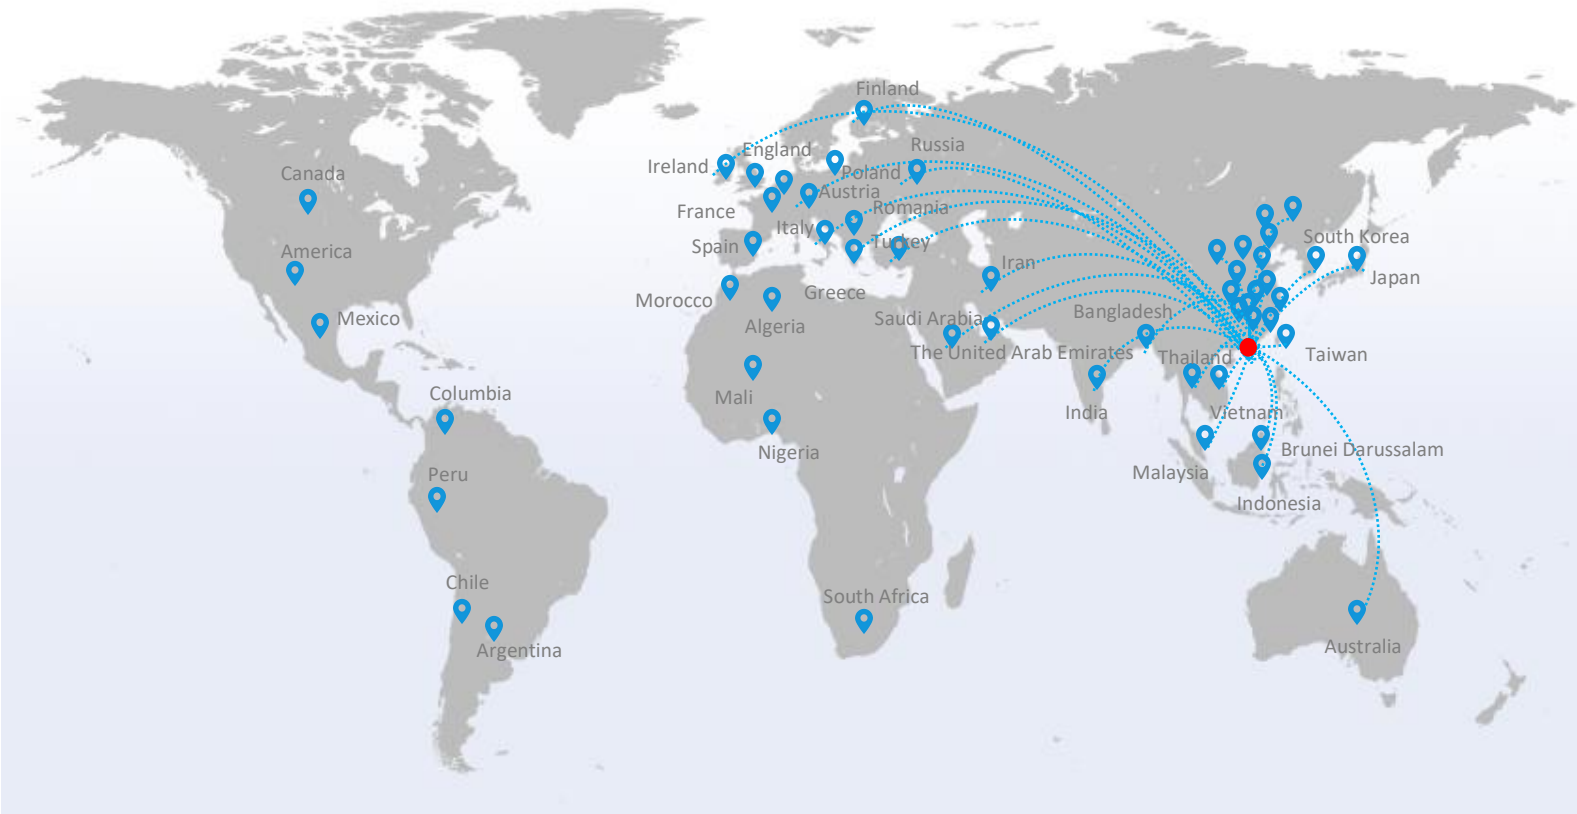 Finland
England
Russia
Ireland
Poland
Canada
Austria
France
Romania
Italy
South Korea
Spain
Turkey
America
Iran
Japan
Greece
Morocco
Mexico
Algeria
Saudi Arabia
Bangladesh
The United Arab Emirates
Thailand
Taiwan
Columbia
Mali
India
Vietnam
Nigeria
Brunei Darussalam
Peru
Malaysia
Indonesia
Chile
South Africa
Argentina
Australia